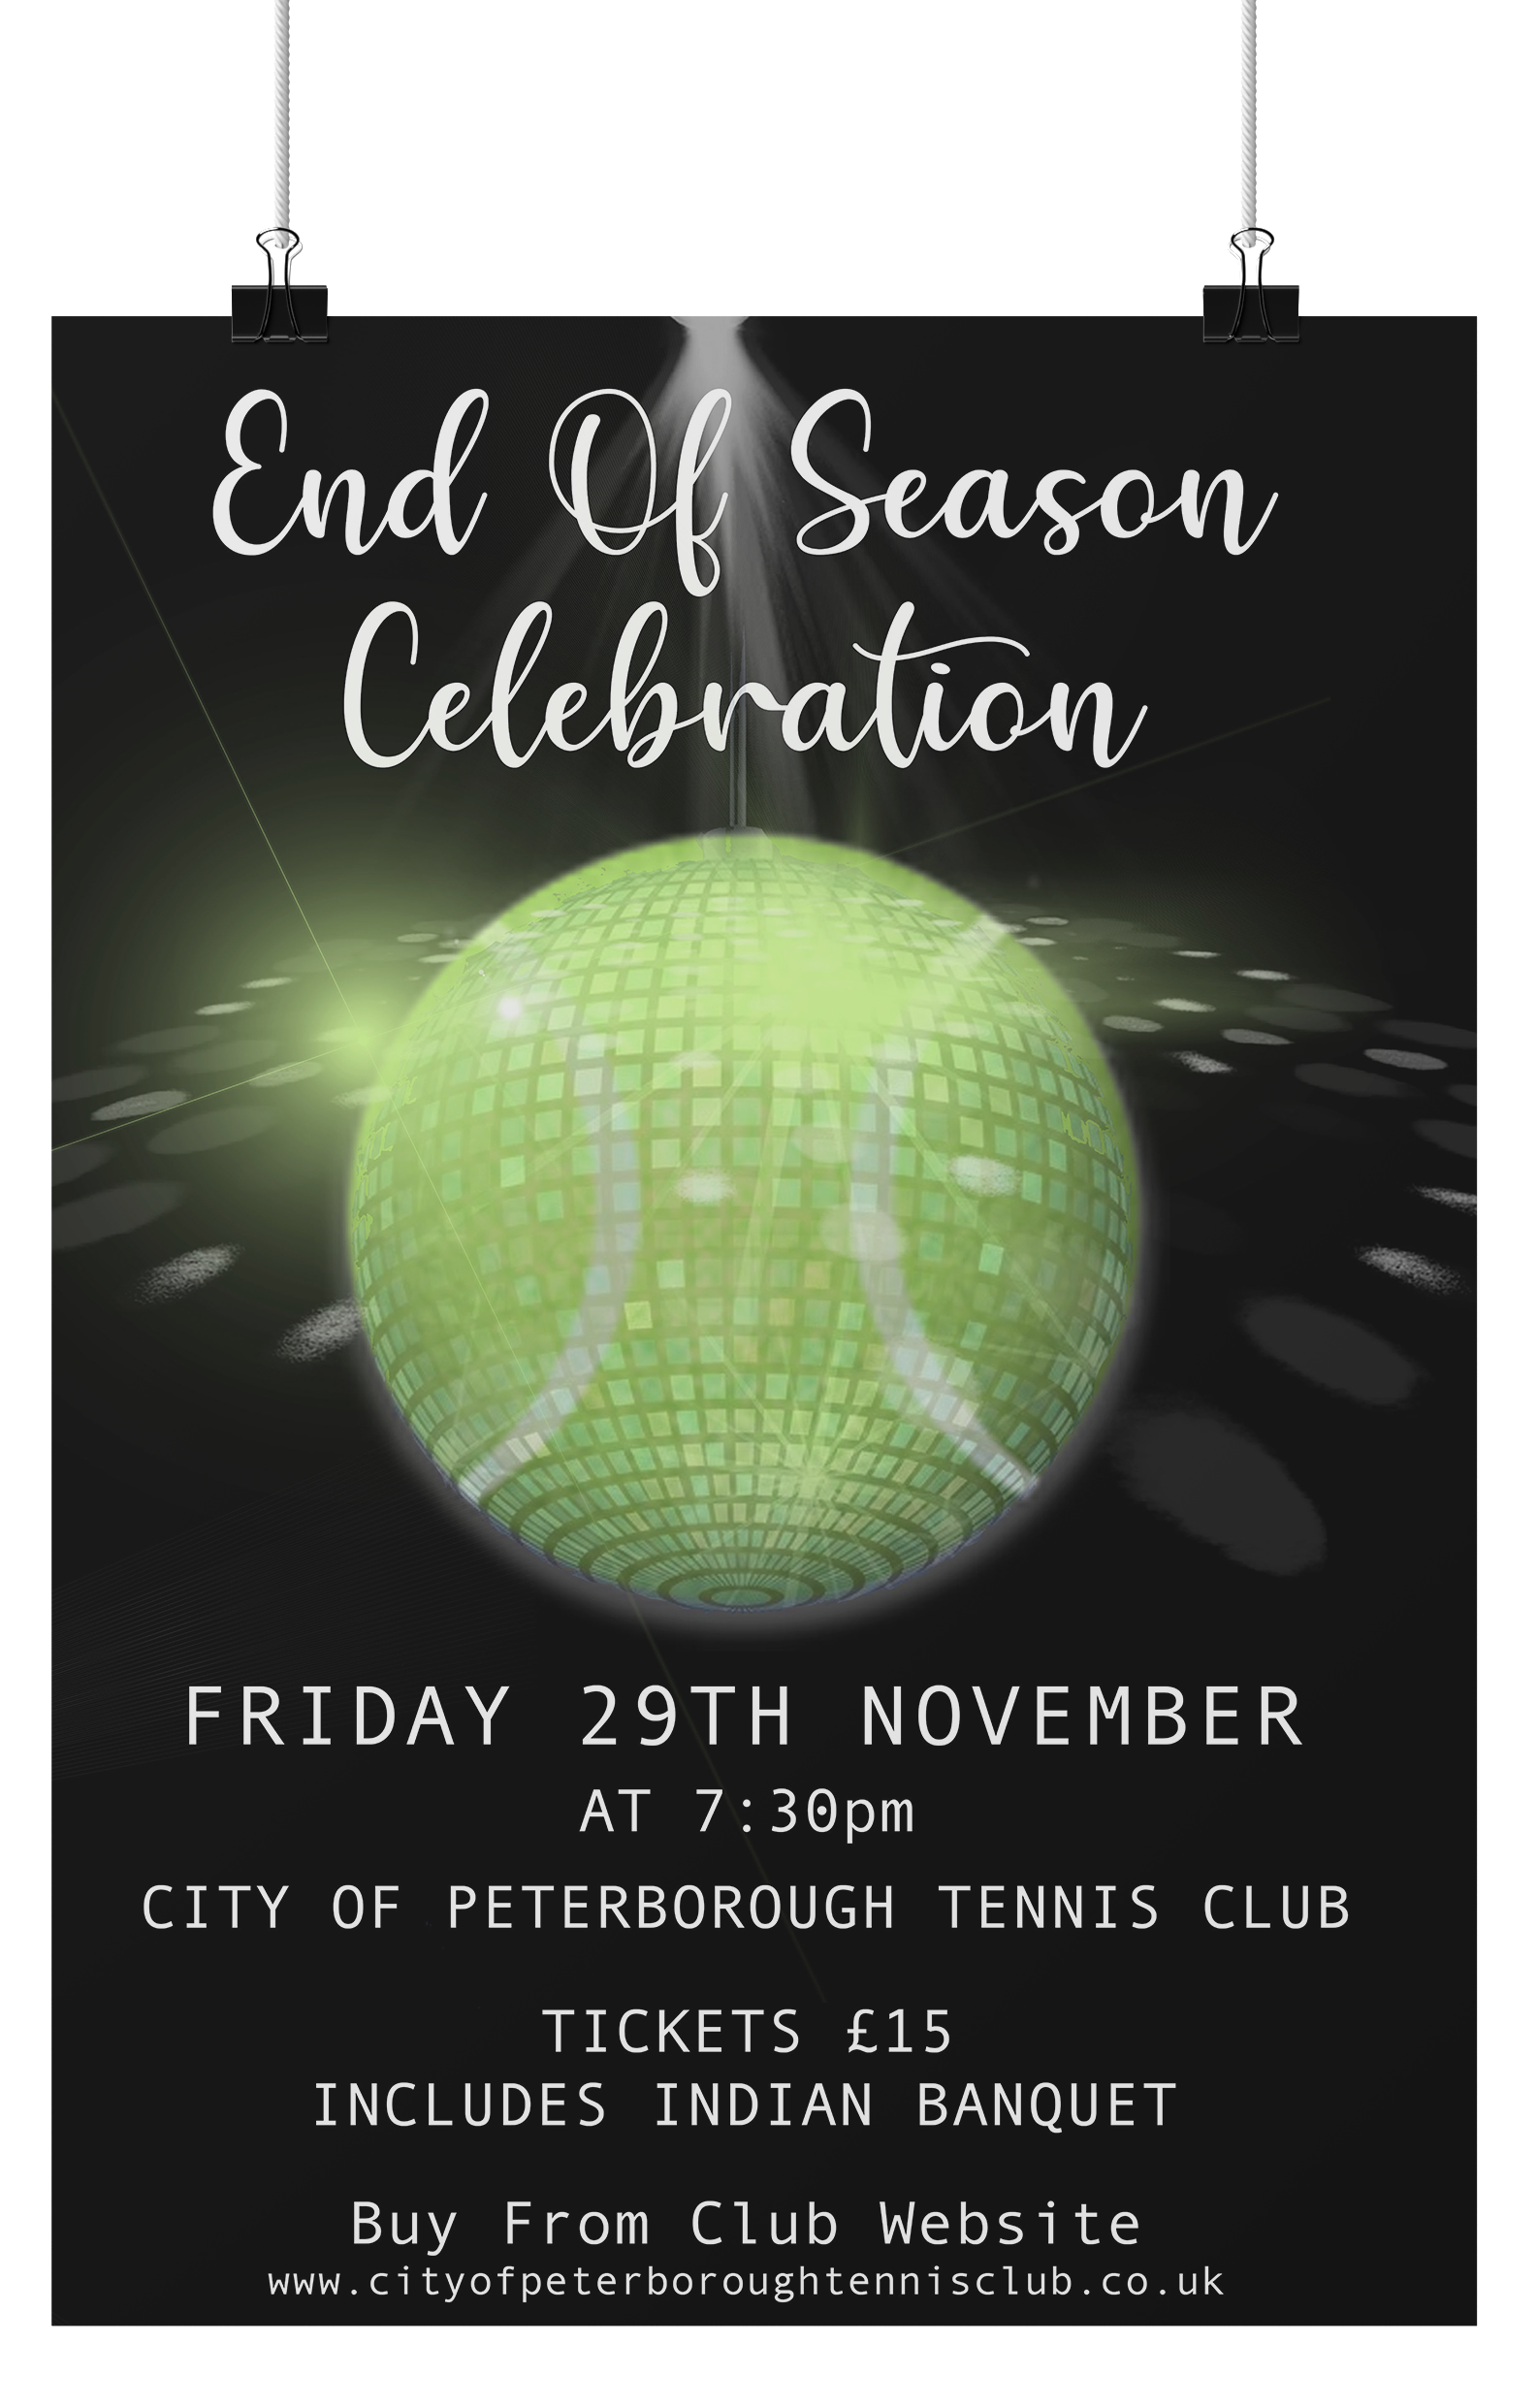 End Of Season
Celebration
FRIDAY 29TH NOVEMBER
AT 7:30pm
CITY OF PETERBOROUGH TENNIS CLUB
TICKETS £15
INCLUDES INDIAN BANQUET
Buy From Club Website
www.cityofpeterboroughtennisclub.co.uk